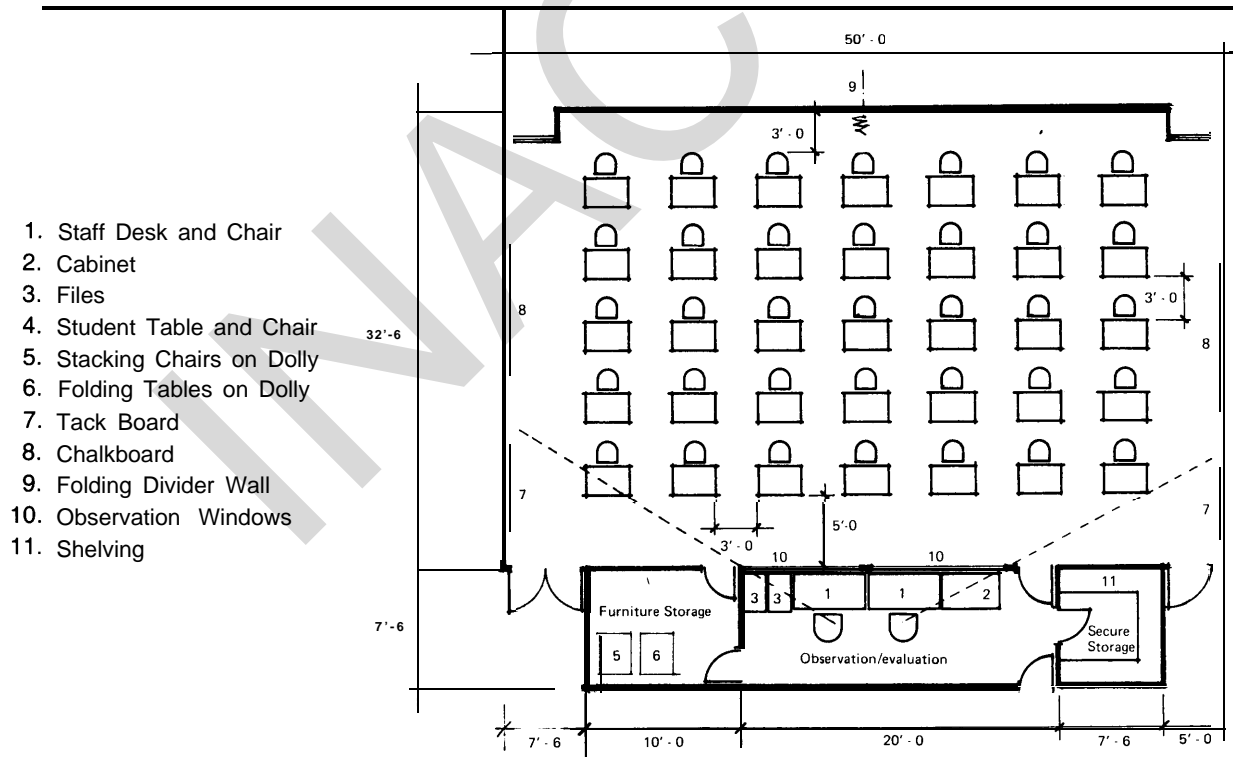 INAC
50' - 0
9
3' - 0
1. Staff Desk and Chair
2. Cabinet
3. Files
4. Student Table and Chair
5. Stacking Chairs on Dolly
6. Folding Tables on Dolly
7. Tack Board
8. Chalkboard
9. Folding Divider Wall
10. Observation Windows
11. Shelving
32'-6
8
3' - 0
8
7
7
5'-0
3' - 0
10
10
7'-6
Furniture Storage
5
6
3
3
1
1
2
Observation/evaluation
11
Secure
Storage
7' - 6
10' - 0
20' - 0
7' - 6
5' - 0